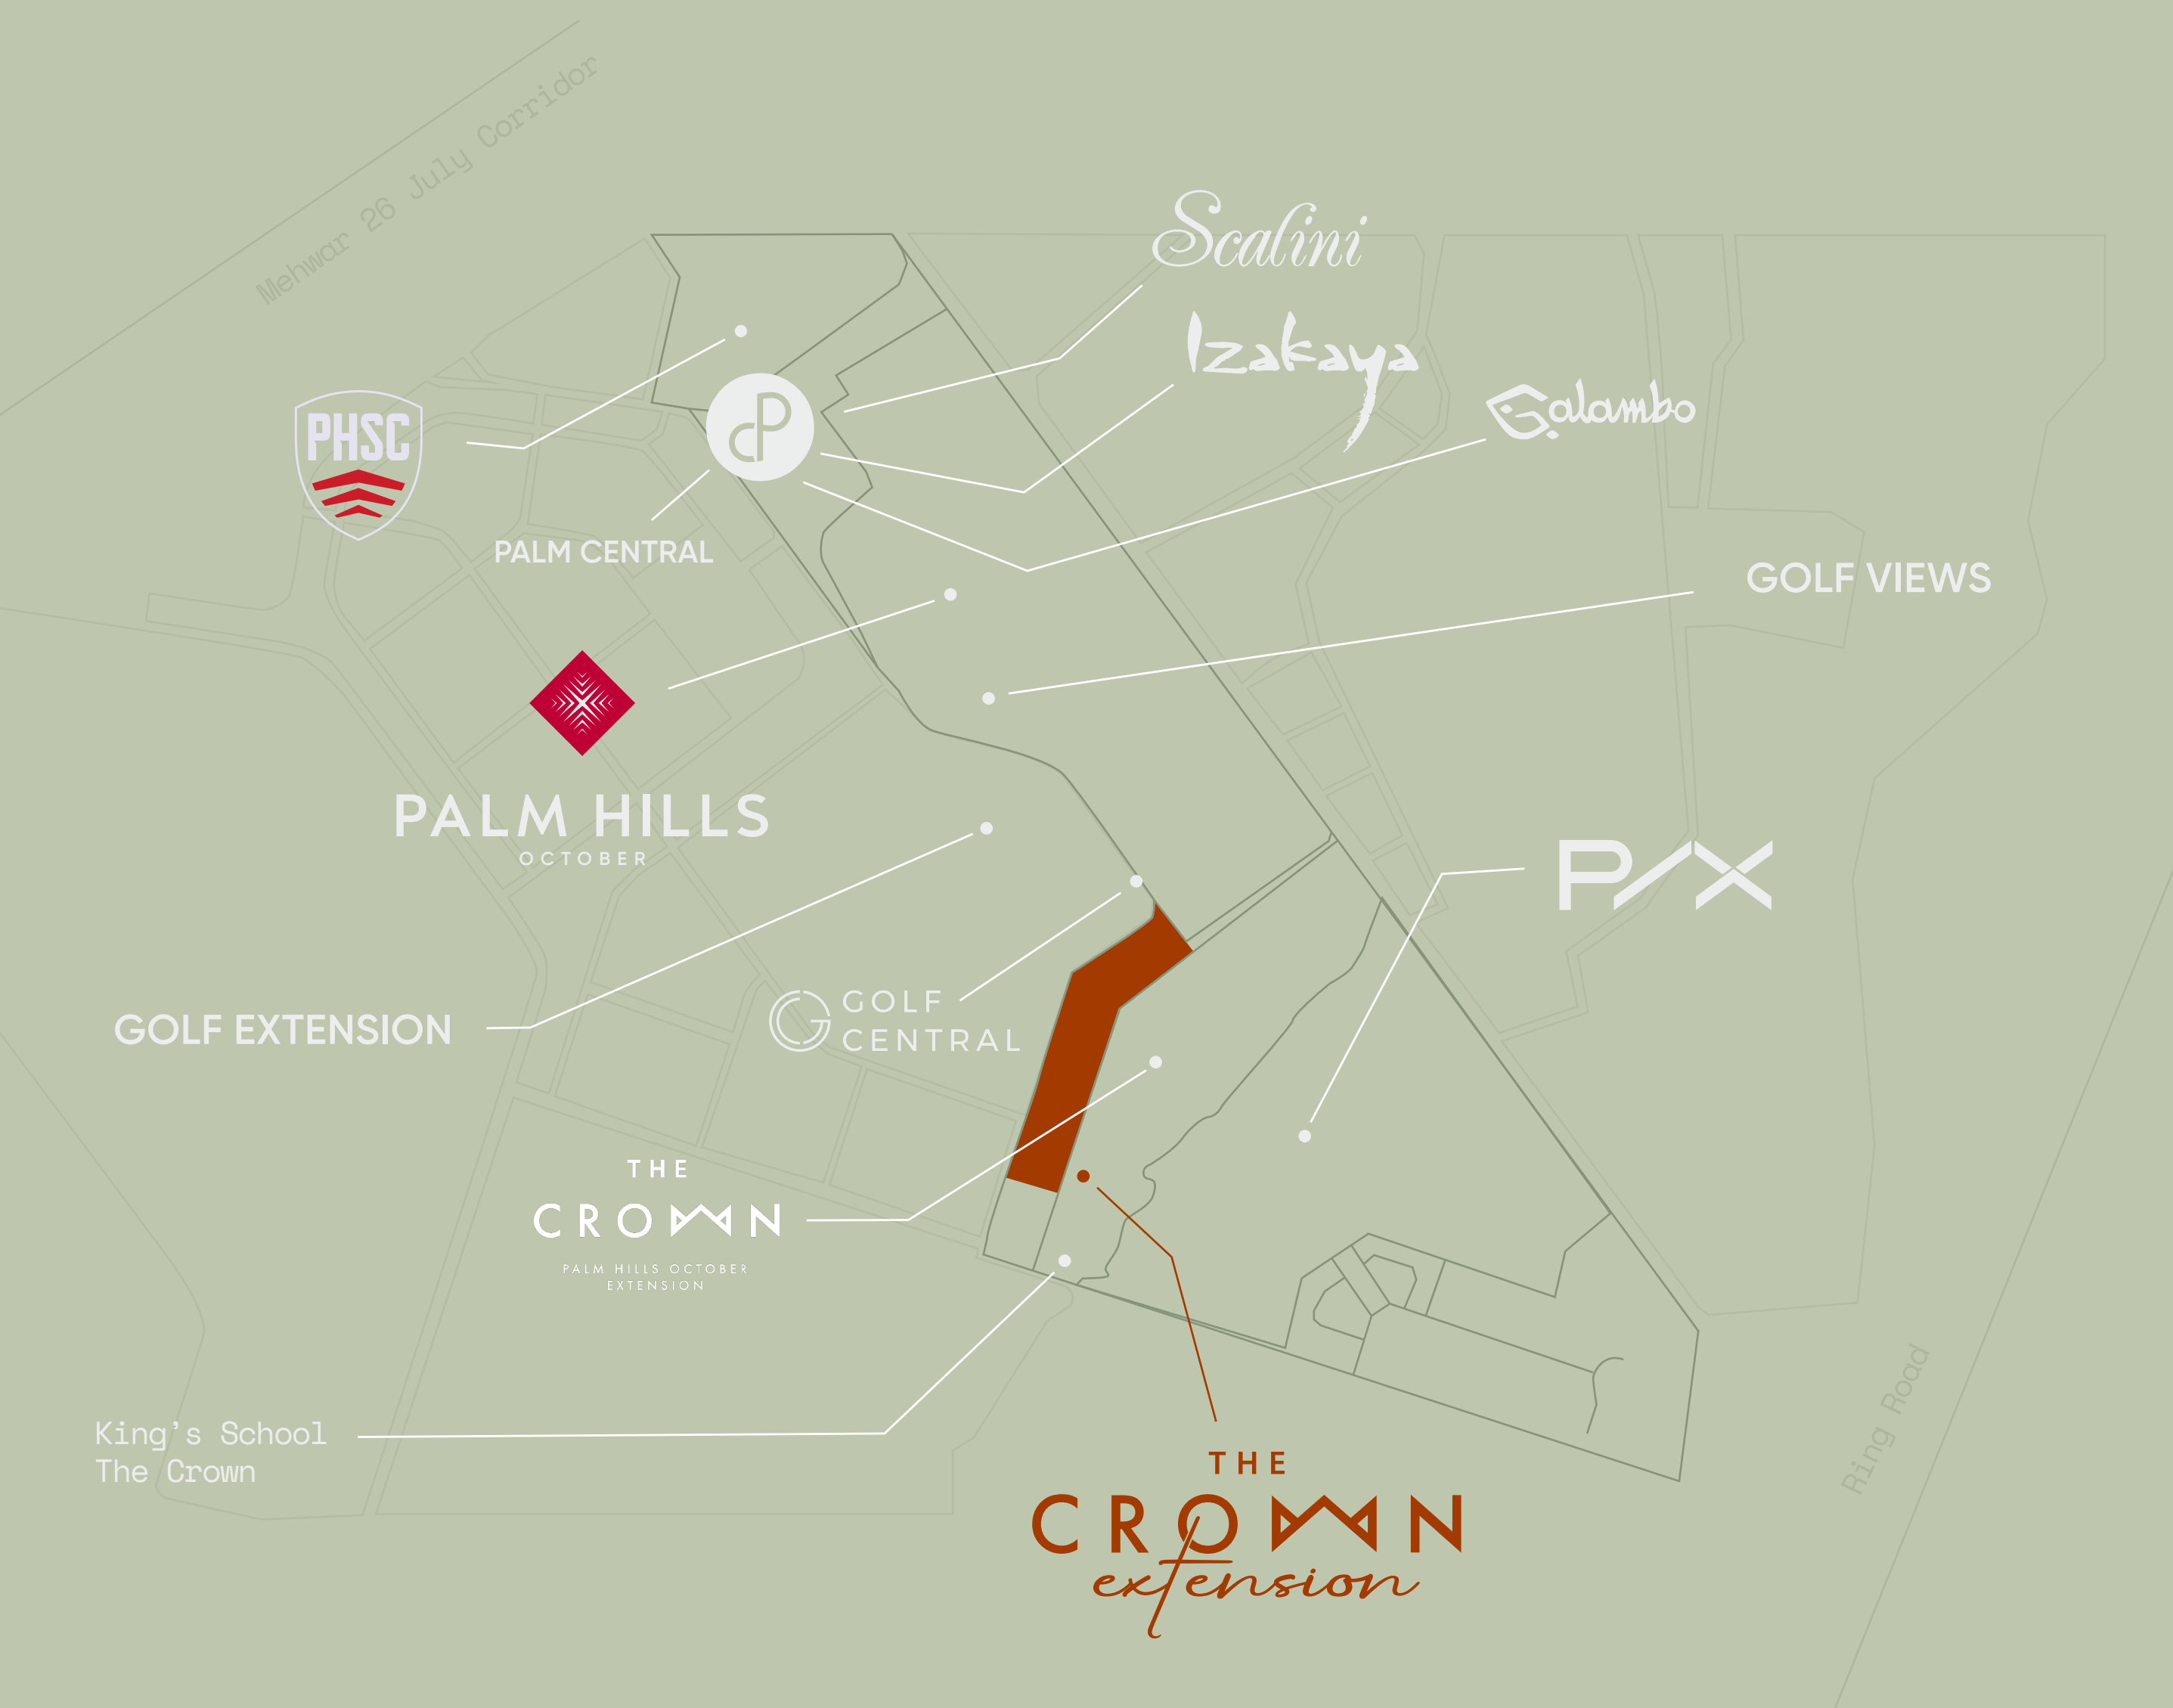 Mehwar 26 July Corridor
Scalini
Izakaya
Galambo
PHSC
PALM CENTRAL
GOLF VIEWS
PALM HILLS
OCTOBER
P/X
GOLF EXTENSION
GOLF
CENTRAL
THE
CROWN
PALM HILLS OCTOBER
EXTENSION
King's School
The Crown
Ring Road
THE
CROWN
extension